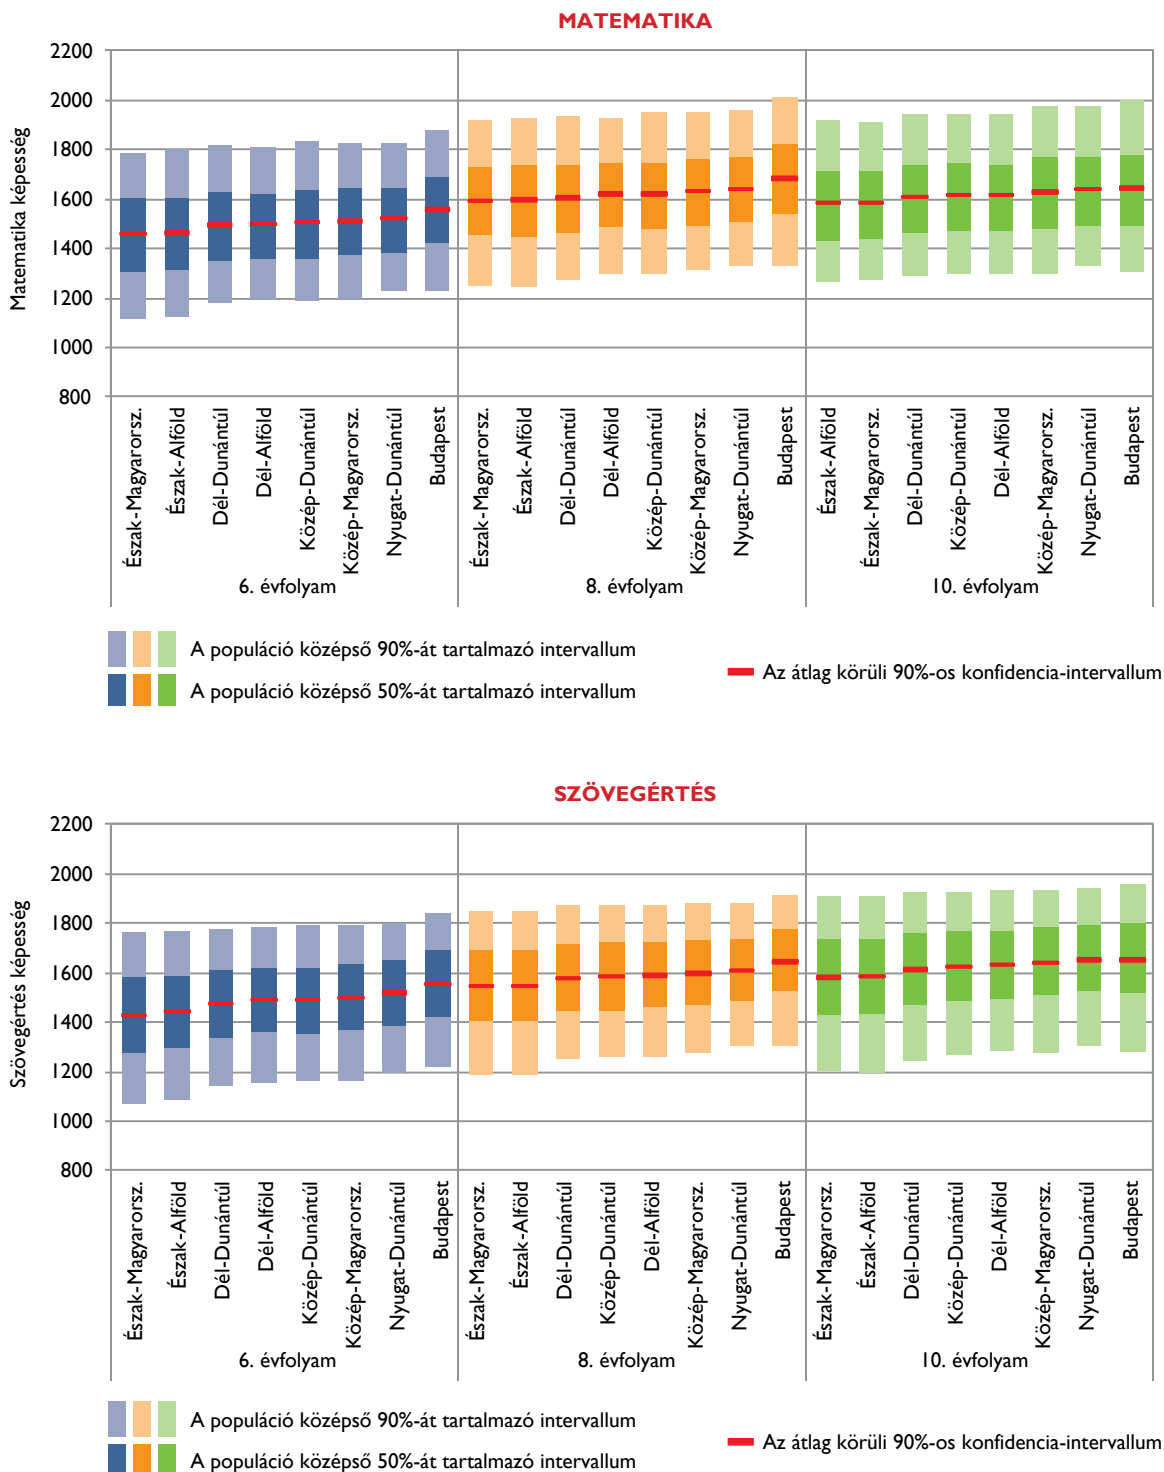 MATEMATIKA
Matematika képesség
2200
2000
1800
1600
1400
1200
1000
800
Észak-Magyarorsz.
Észak-Alföld
Dél-Dunántúl
Dél-Alföld
Közép-Dunántúl
Közép-Magyarorsz.
Nyugat-Dunántúl
Budapest
Észak-Magyarorsz.
Észak-Alföld
Dél-Dunántúl
Dél-Alföld
Közép-Dunántúl
Közép-Magyarorsz.
Nyugat-Dunántúl
Budapest
Észak-Alföld
Észak-Magyarorsz.
Dél-Dunántúl
Közép-Dunántúl
Dél-Alföld
Közép-Magyarorsz.
Nyugat-Dunántúl
Budapest
6. évfolyam
8. évfolyam
10. évfolyam
A populáció középső 90%-át tartalmazó intervallum
A populáció középső 50%-át tartalmazó intervallum
Az átlag körüli 90%-os konfidencia-intervallum
SZÖVEGÉRTÉS
Szövegértés képesség
2200
2000
1800
1600
1400
1200
1000
800
Észak-Magyarorsz.
Észak-Alföld
Dél-Dunántúl
Dél-Alföld
Közép-Dunántúl
Közép-Magyarorsz.
Nyugat-Dunántúl
Budapest
Észak-Magyarorsz.
Észak-Alföld
Dél-Dunántúl
Közép-Dunántúl
Dél-Alföld
Közép-Magyarorsz.
Nyugat-Dunántúl
Budapest
Észak-Magyarorsz.
Észak-Alföld
Dél-Dunántúl
Közép-Dunántúl
Dél-Alföld
Közép-Magyarorsz.
Nyugat-Dunántúl
Budapest
6. évfolyam
8. évfolyam
10. évfolyam
A populáció középső 90%-át tartalmazó intervallum
A populáció középső 50%-át tartalmazó intervallum
Az átlag körüli 90%-os konfidencia-intervallum